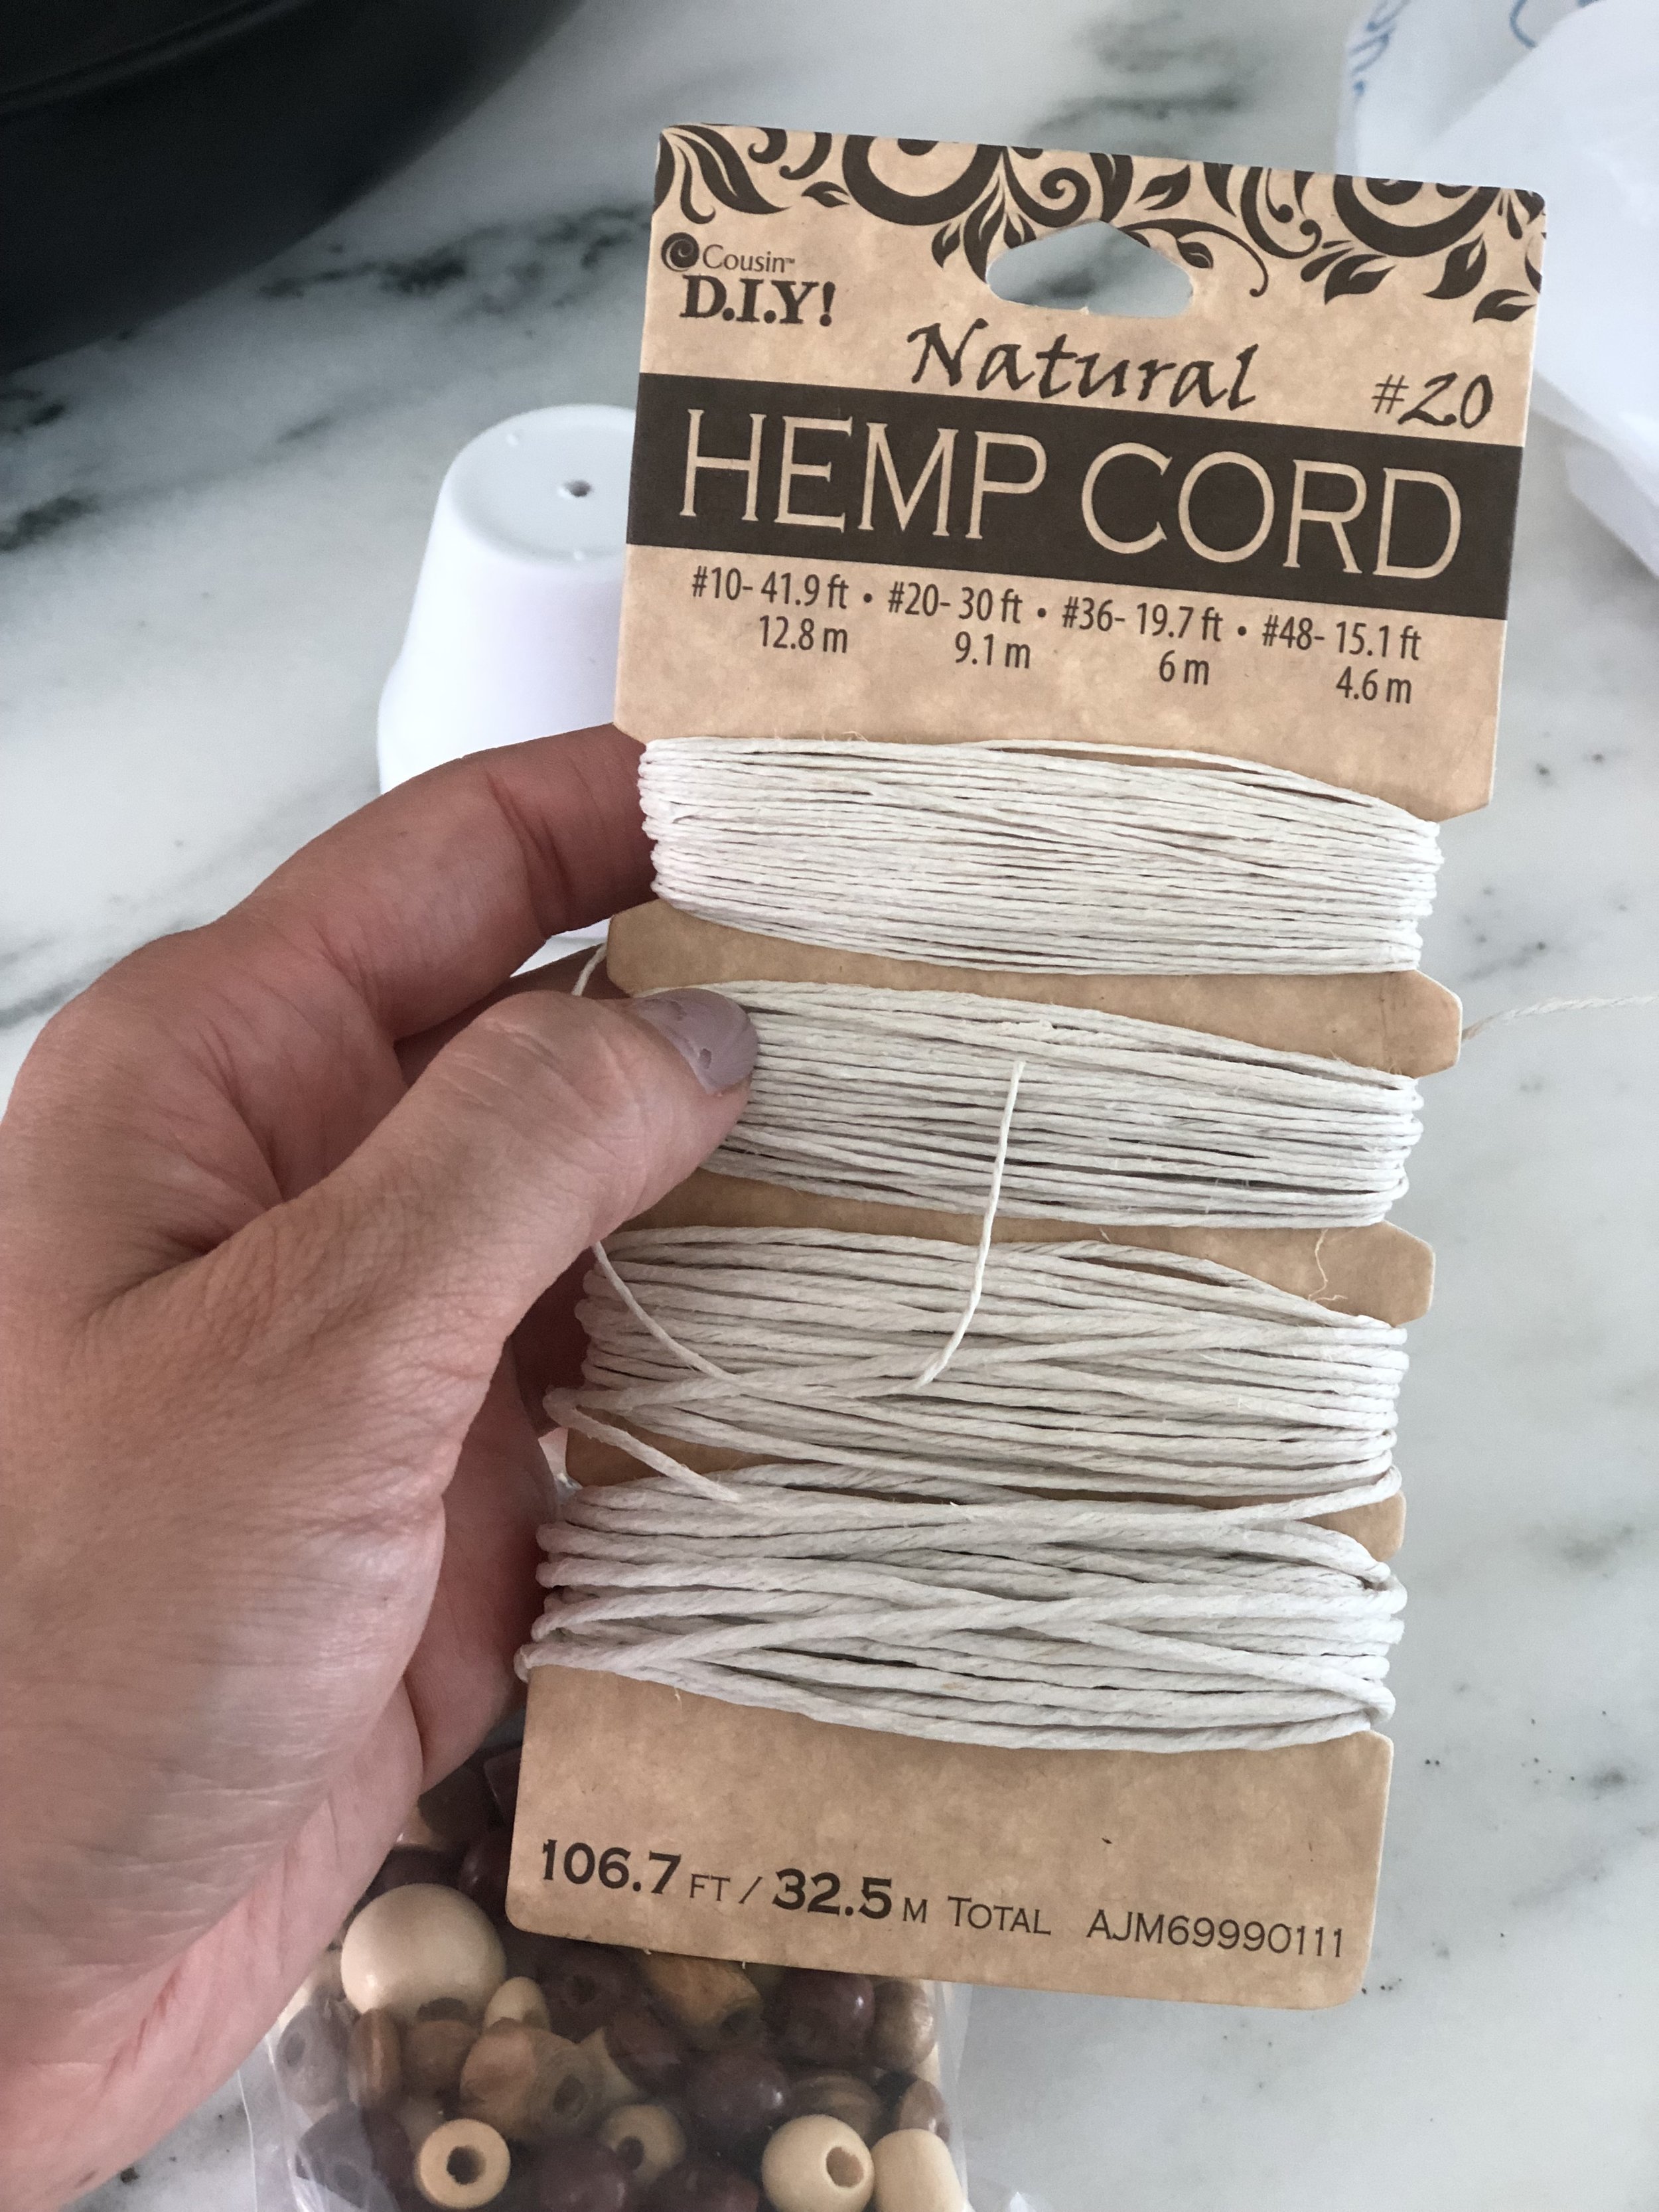 Cousin™
D.I.Y!
Natural
#20
HEMP CORD
#10- 41.9 ft • #20- 30 ft • #36- 19.7 ft • #48- 15.1 ft
12.8 m 9.1 m 6 m 4.6 m
106.7 FT / 32.5 M TOTAL AJM69990111